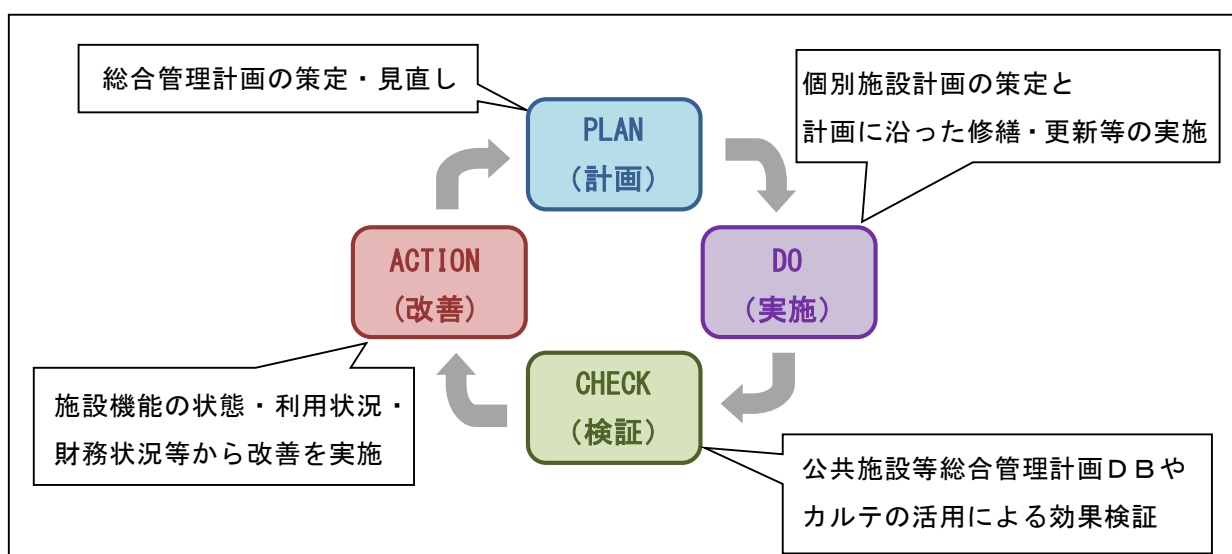 総合管理計画の策定・見直し
PLAN
（計画）
個別施設計画の策定と
計画に沿った修繕・更新等の実施
ACTION
（改善）
DO
（実施）
CHECK
（検証）
施設機能の状態・利用状況・
財務状況等から改善を実施
公共施設等総合管理計画ＤＢや
カルテの活用による効果検証